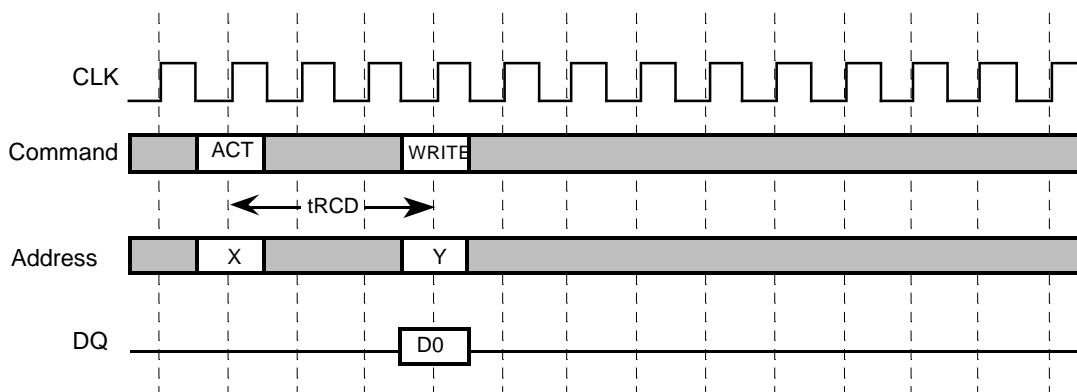 CLK
Command ACT WRITE
tRCD
Address X Y
DQ D0